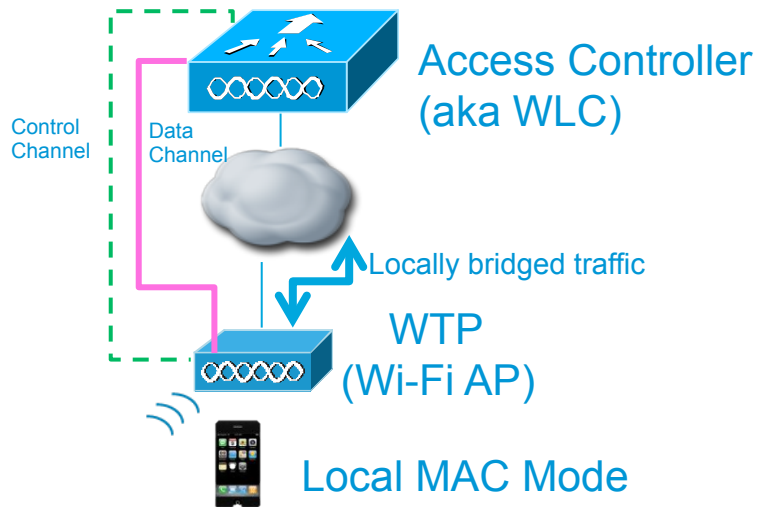 Access Controller
(aka WLC)
Control
Channel
Data
Channel
Locally bridged traffic
WTP
(Wi-Fi AP)
Local MAC Mode